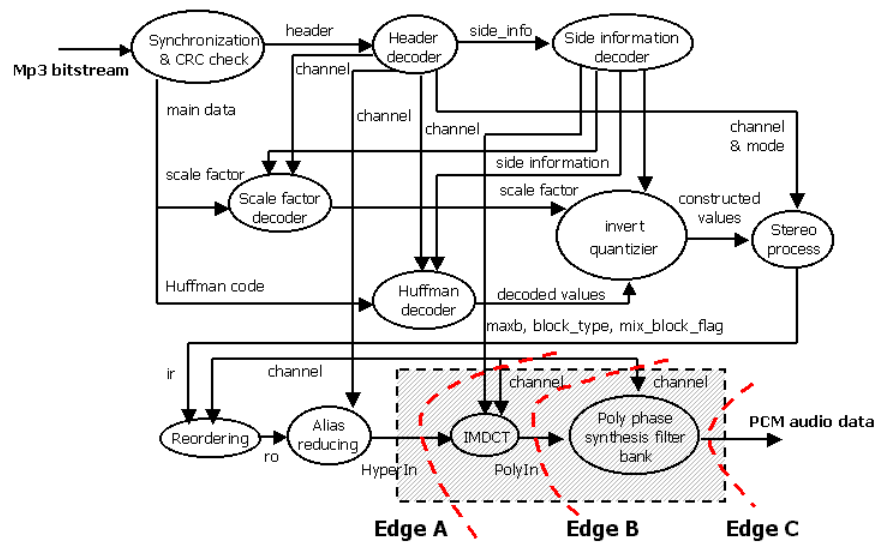 header
side_info
Synchronization
& CRC check
Header
decoder
Side information
decoder
Mp3 bitstream
channel
main data
channel
channel
channel
& mode
side information
scale factor
scale factor
constructed
values
Scale factor
decoder
invert
quantizier
Stereo
process
Huffman code
Huffman
decoder
decoded values
maxb, block_type, mix_block_flag
ir
channel
channel
channel
Reordering
ro
Alias
reducing
HyperIn
IMDCT
PolyIn
Poly phase
synthesis filter
bank
PCM audio data
Edge A
Edge B
Edge C